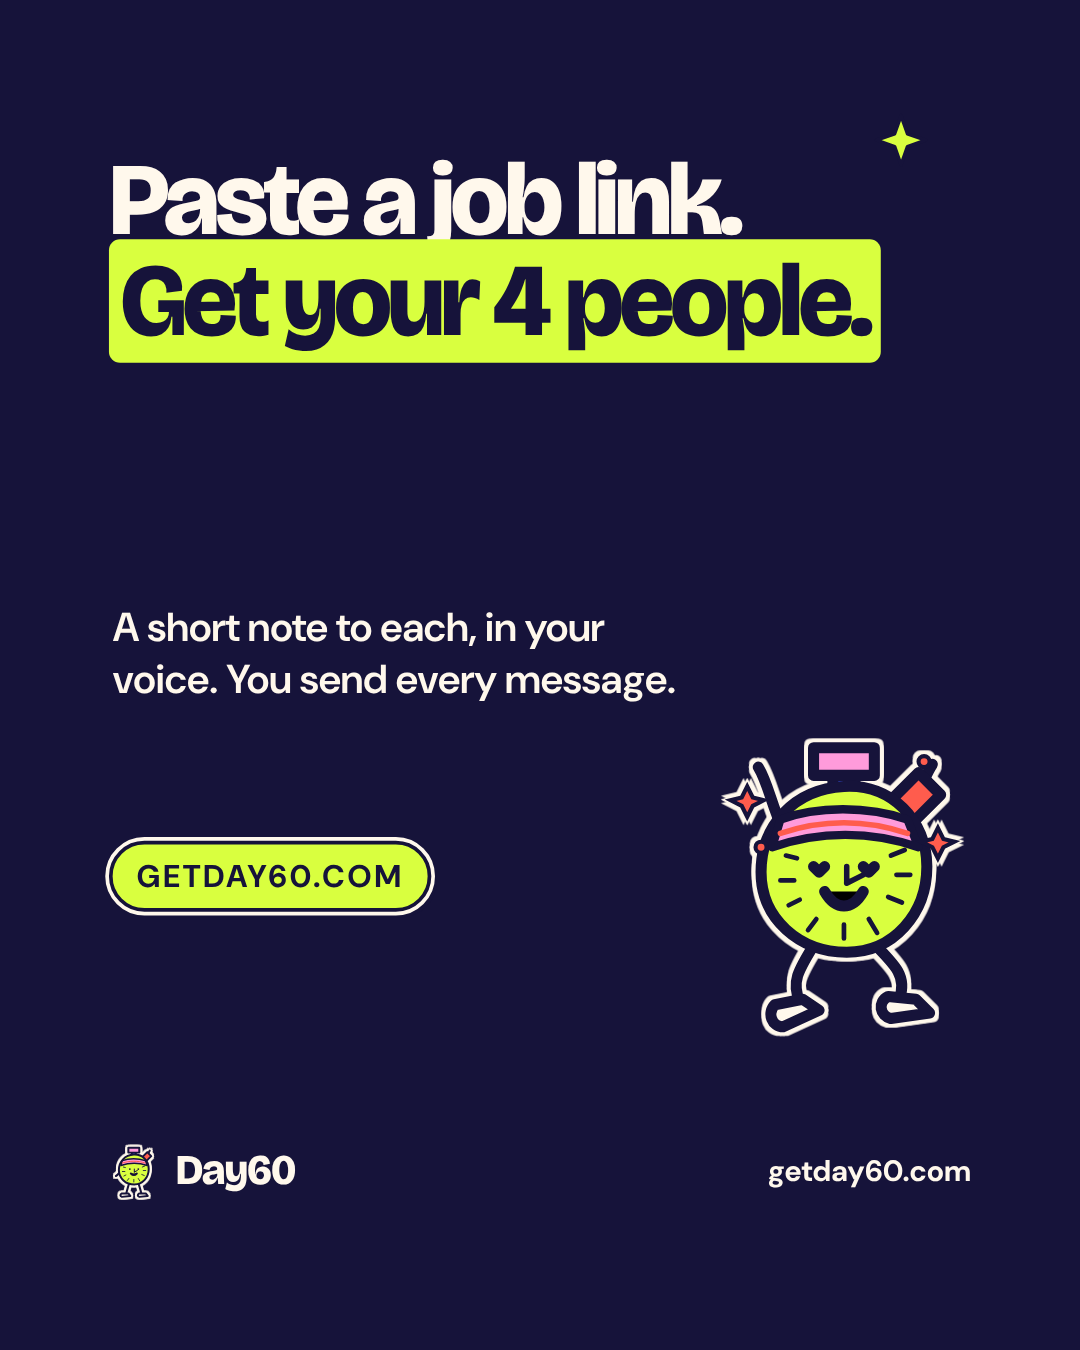 Paste a job link.
Get your 4 people.
A short note to each, in your
voice. You send every message.
GETDAY60.COM
Day60
getday60.com